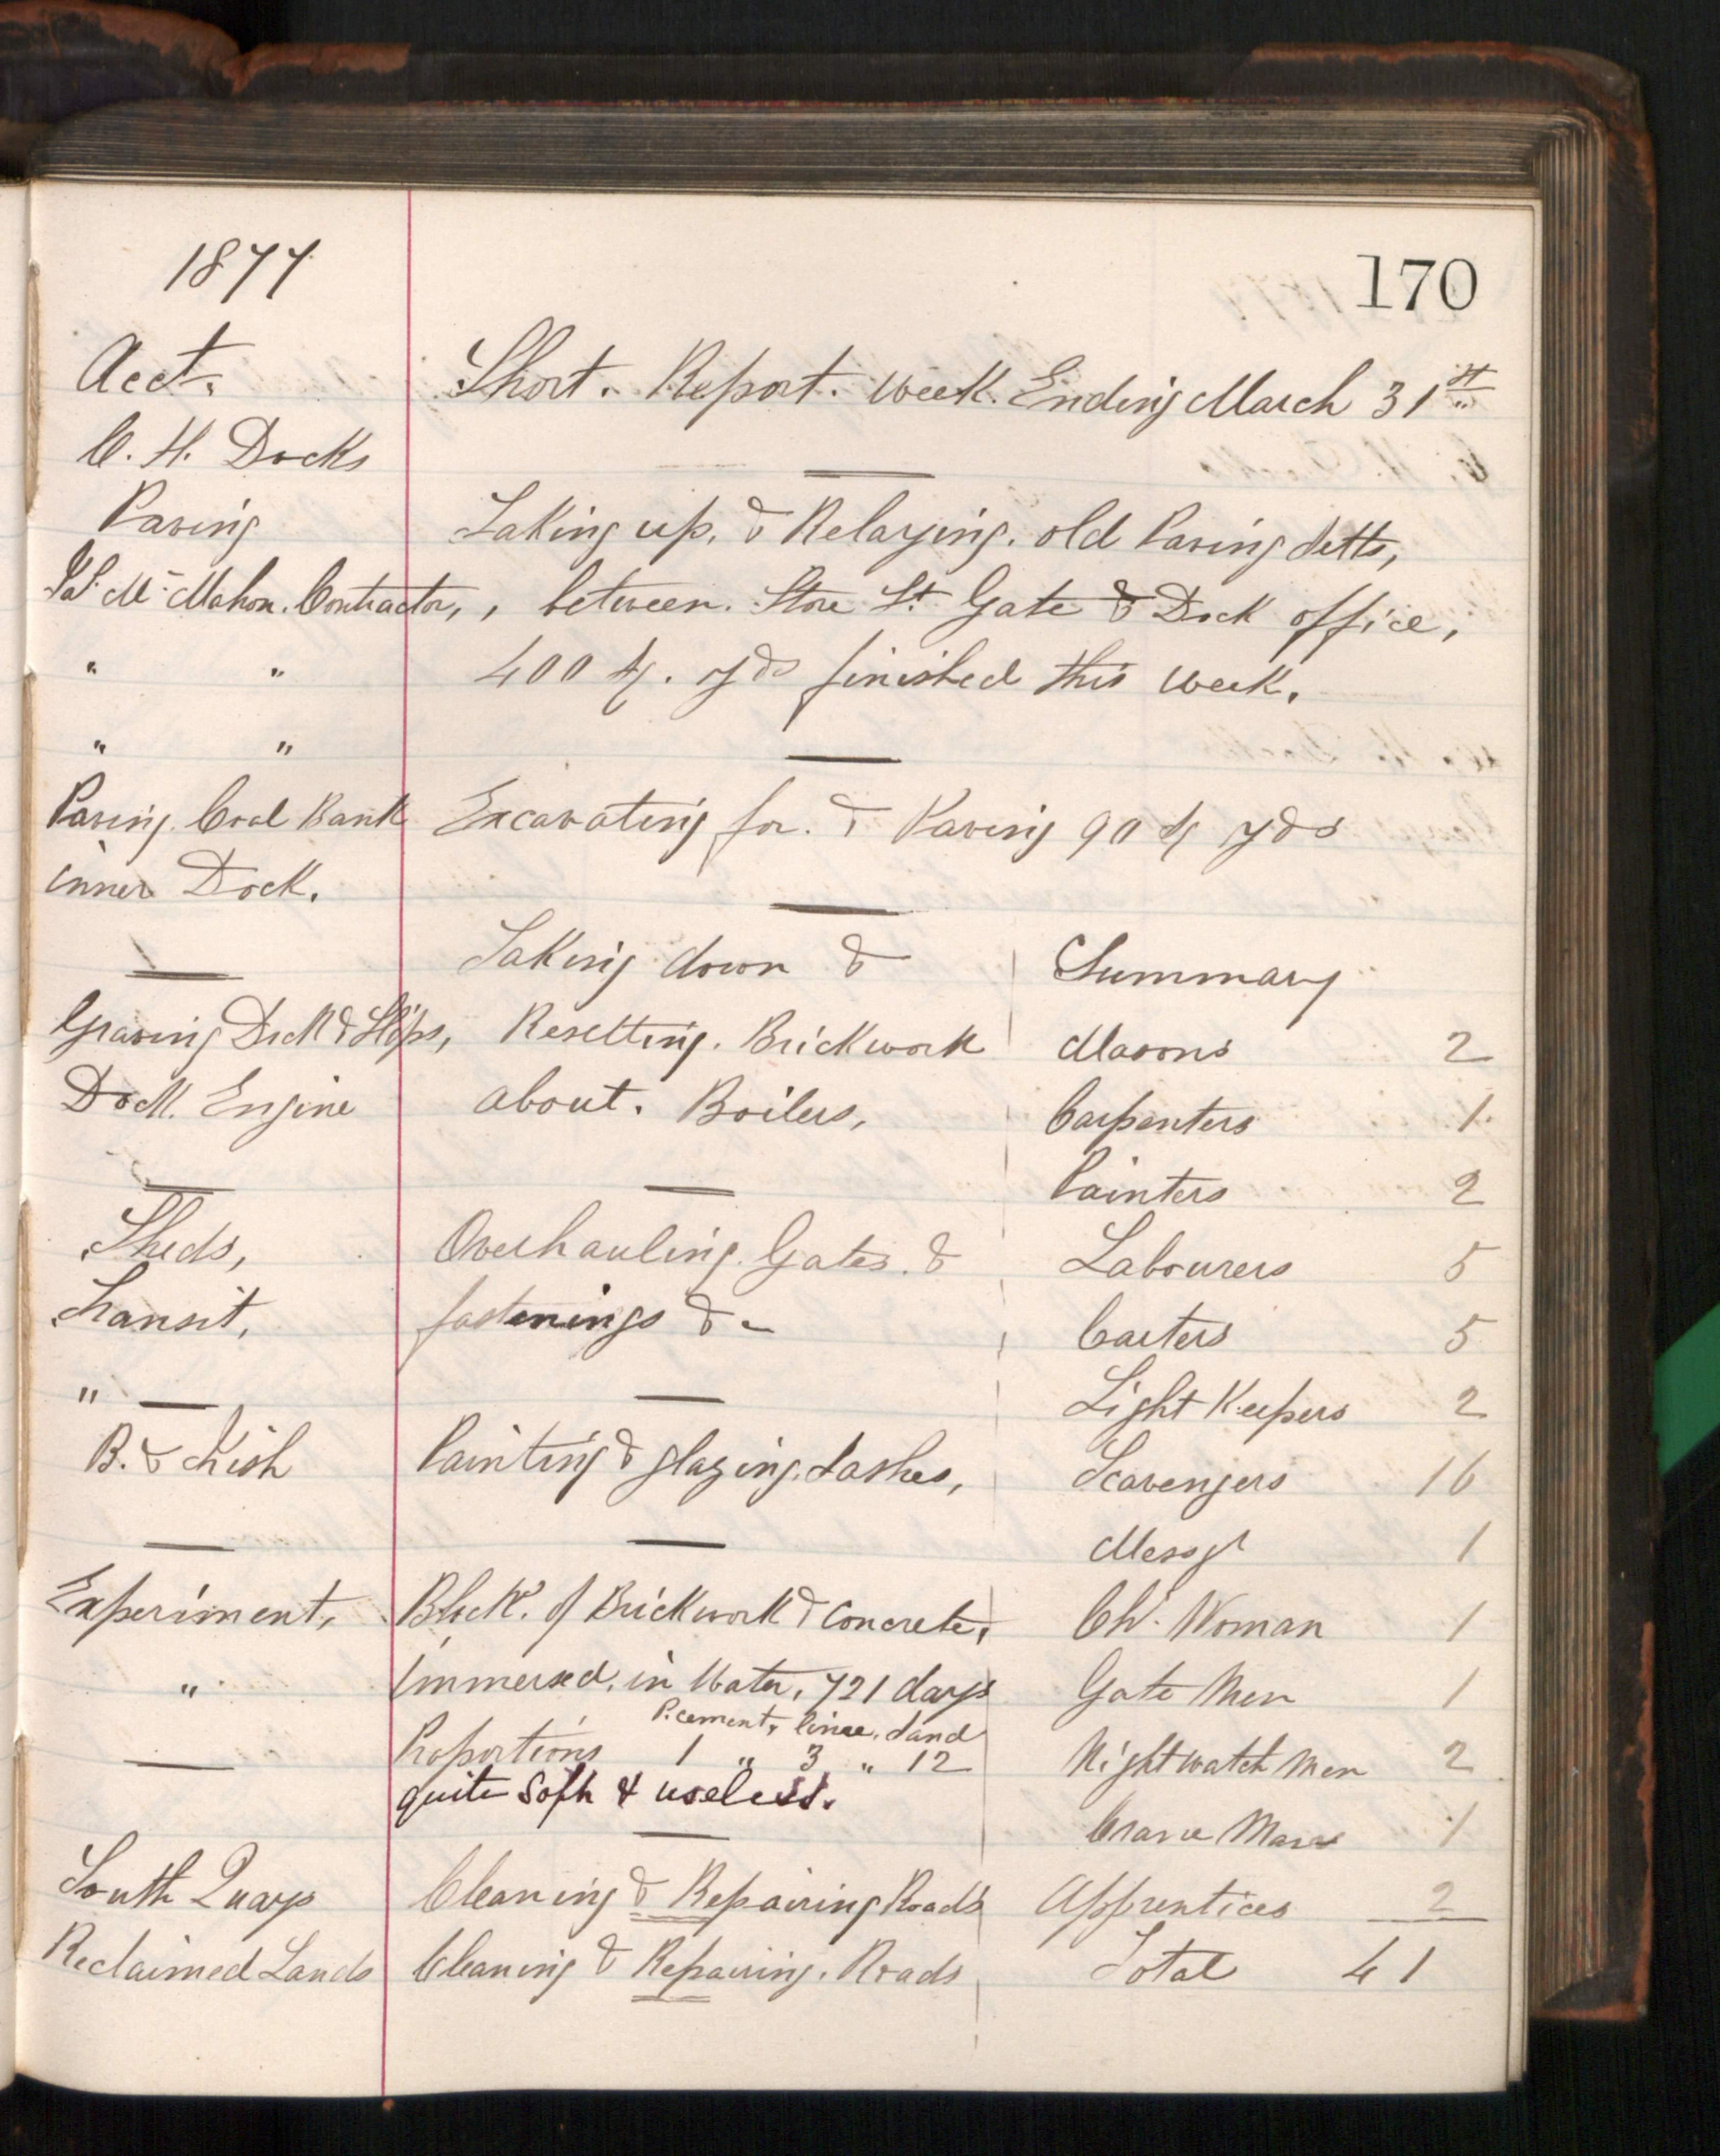 1877
170
Acct.
Short. Report. Week. Ending March 31st
C. H. Docks
Paving
Taking up. & Relaying. old Paving Setts,
McMahon. Contractor,, between. Store St. Gate & Dock office,
" " 400 Sq. yds finished this week.
" "
Paving. Coal Bank Excavating for. & Paving 90 Sq yds
inner Dock.
Taking down & Summary
Graving Dock & Slips, Resetting. Brickwork Masons 2
Dock. Engine about. Boilers, Carpenters 1
Painters 2
Sheds, Overhauling. Gates. & Labourers 5
Transit, fastenings &c Carters 5
" Light Keepers 2
B. & Kish Painting & glazing. Sashes, Scavengers 16
Messgr 1
Experiment, Block. of Brickwork & Concrete, Ch. Woman 1
" Immersed. in Water, 721 days Gate Men 1
P. cement, lime, Sand
Proportions 1 " 3 " 12 Night watch Men 2
quite soft & useless.
Crane Man 1
South Quays Cleaning & Repairing Roads Apprentices 2
Reclaimed Lands Cleaning & Repairing. Roads Total 41